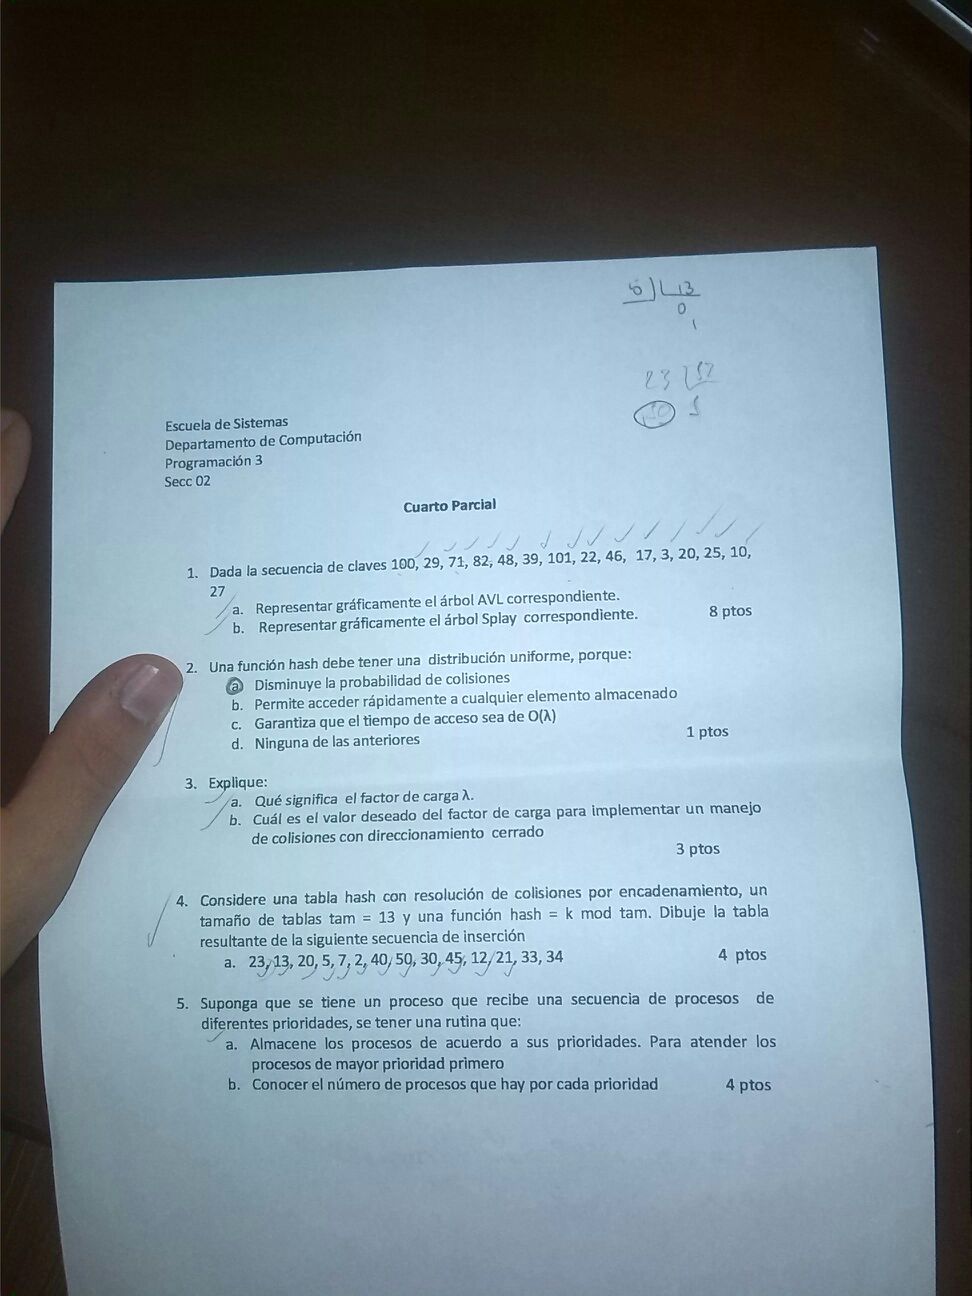 13
0
23
Escuela de Sistemas
Departamento de Computación
Programación 3
Secc 02
Cuarto Parcial
1. Dada la secuencia de claves 100, 29, 71, 82, 48, 39, 101, 22, 46, 17, 3, 20, 25, 10,
27
a. Representar gráficamente el árbol AVL correspondiente.
b. Representar gráficamente el árbol Splay correspondiente. 8 ptos
2. Una función hash debe tener una distribución uniforme, porque:
a Disminuye la probabilidad de colisiones
b. Permite acceder rápidamente a cualquier elemento almacenado
c. Garantiza que el tiempo de acceso sea de O(λ)
d. Ninguna de las anteriores 1 ptos
3. Explique:
a. Qué significa el factor de carga λ.
b. Cuál es el valor deseado del factor de carga para implementar un manejo
de colisiones con direccionamiento cerrado
3 ptos
4. Considere una tabla hash con resolución de colisiones por encadenamiento, un
tamaño de tablas tam = 13 y una función hash = k mod tam. Dibuje la tabla
resultante de la siguiente secuencia de inserción
a. 23, 13, 20, 5, 7, 2, 40, 50, 30, 45, 12, 21, 33, 34 4 ptos
5. Suponga que se tiene un proceso que recibe una secuencia de procesos de
diferentes prioridades, se tener una rutina que:
a. Almacene los procesos de acuerdo a sus prioridades. Para atender los
procesos de mayor prioridad primero
b. Conocer el número de procesos que hay por cada prioridad 4 ptos